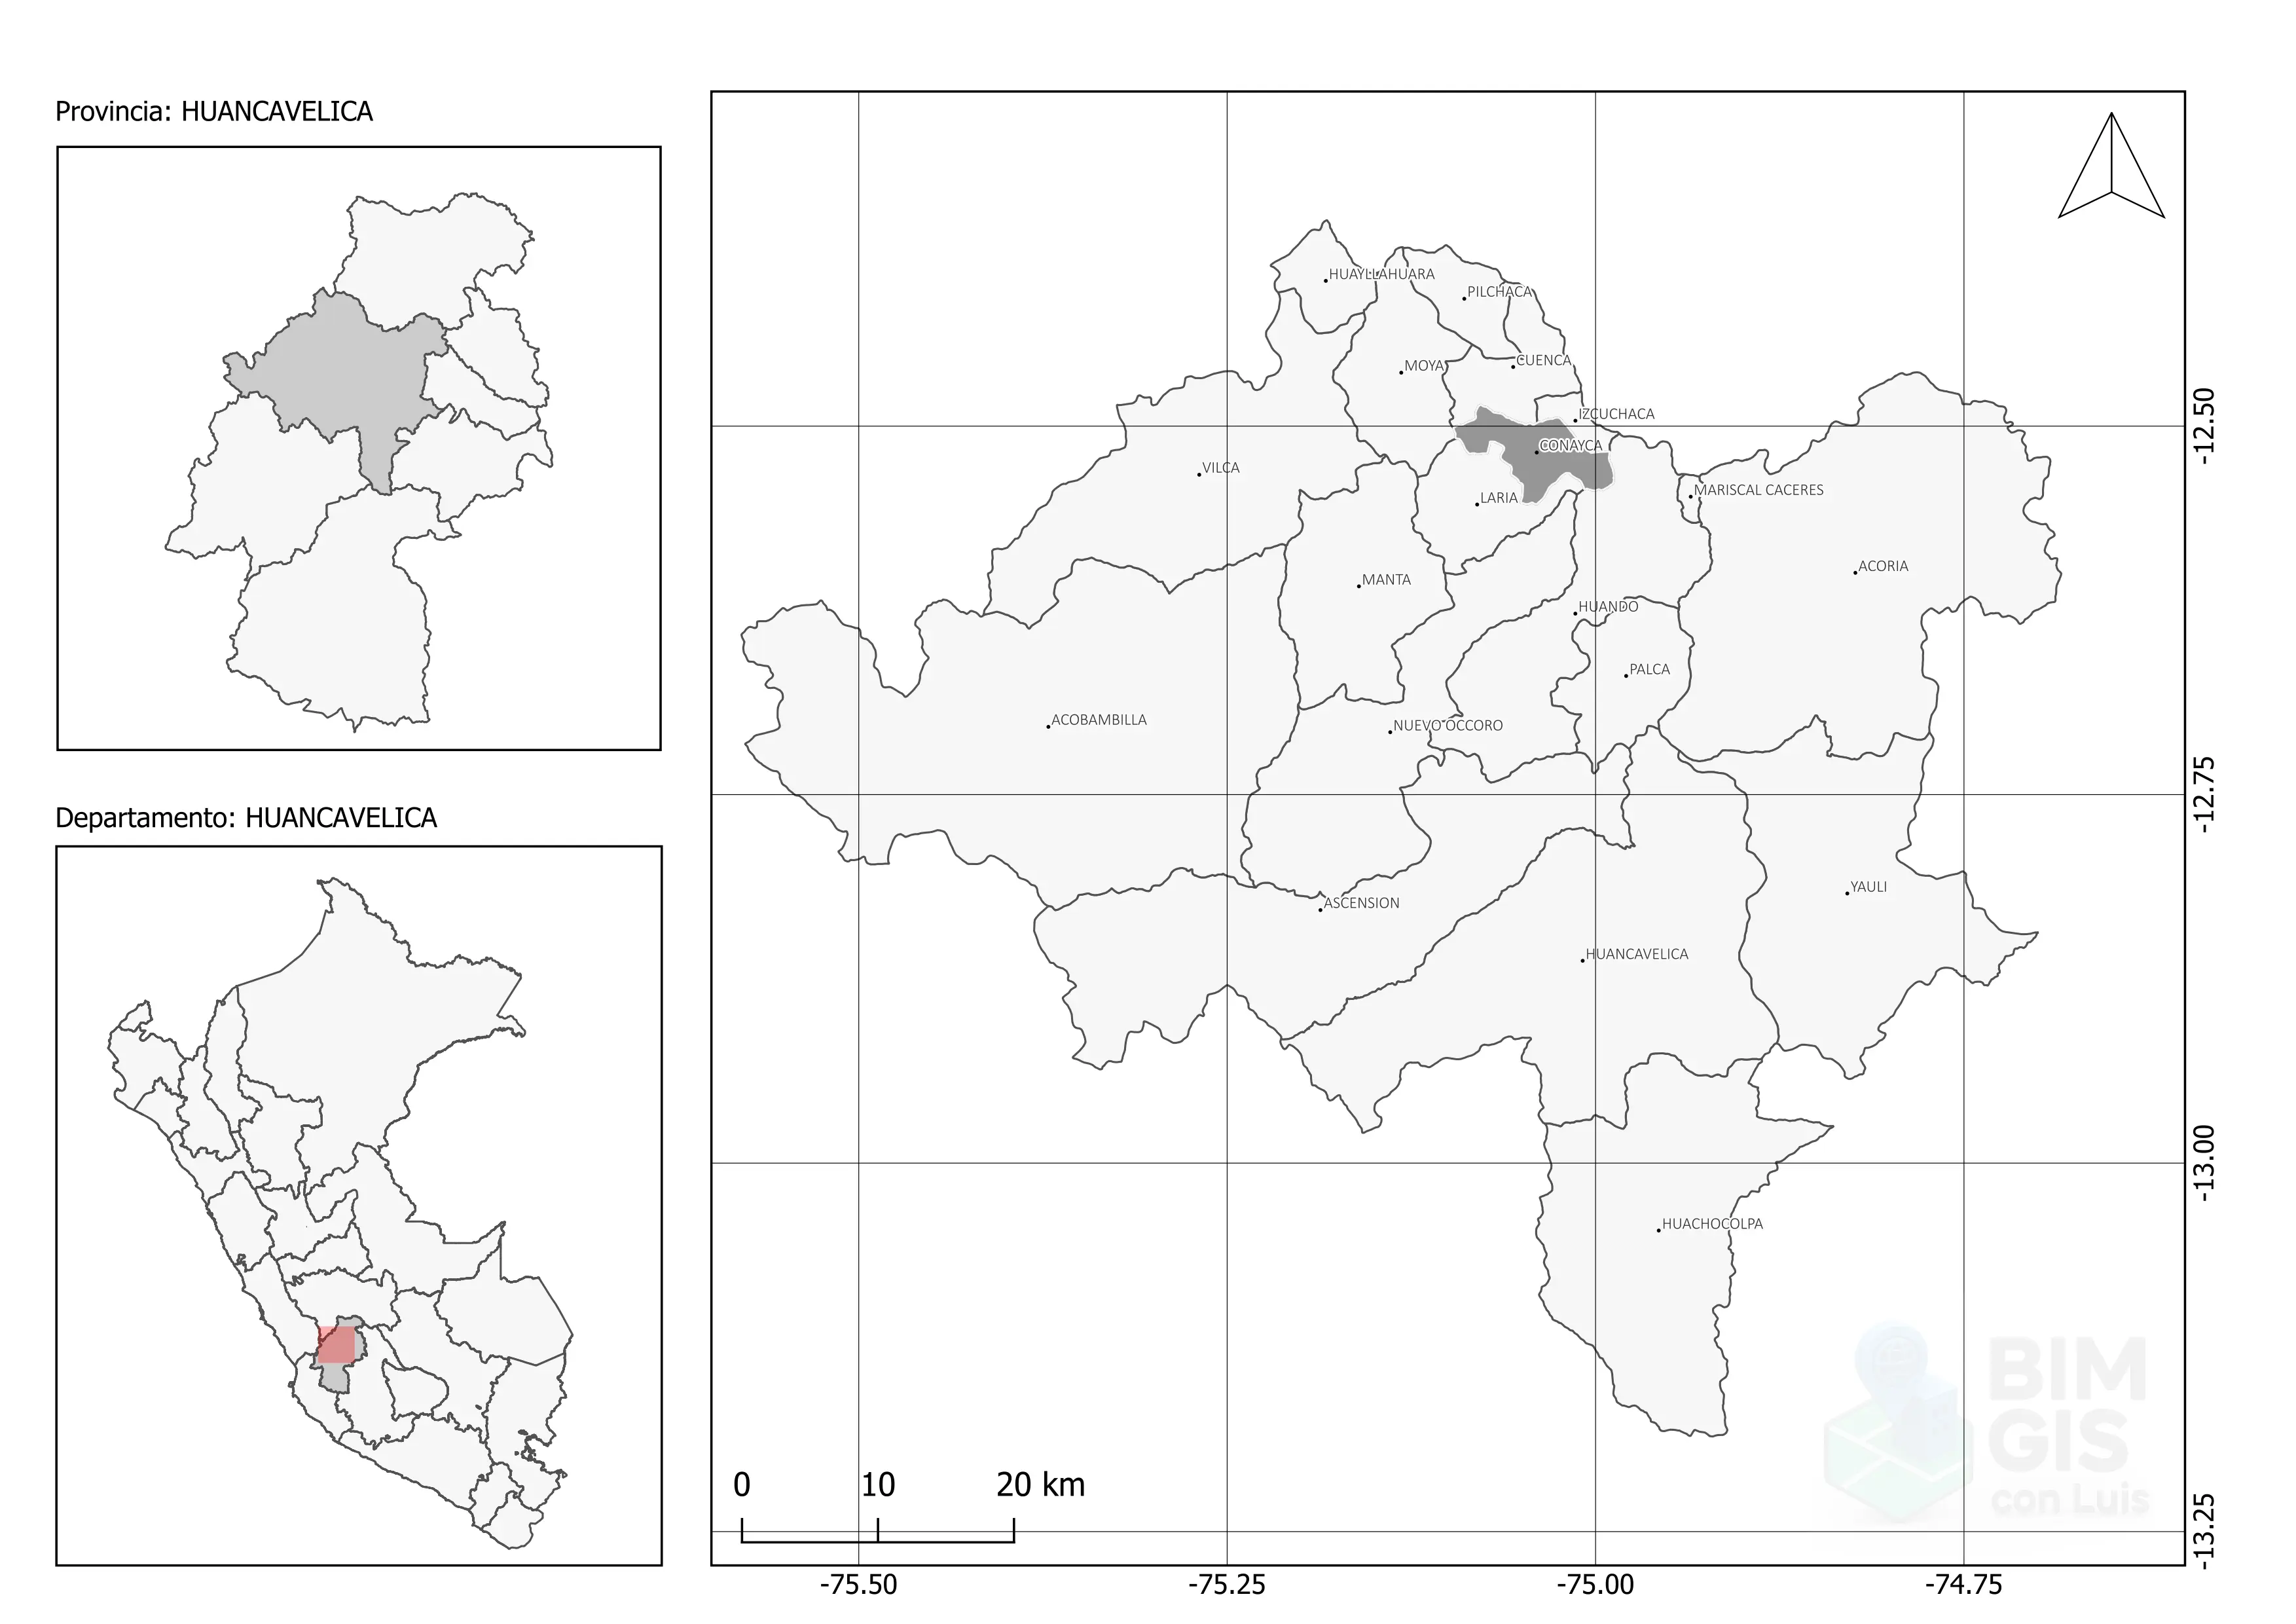 Provincia: HUANCAVELICA
Departamento: HUANCAVELICA
HUAYLLAHUARA
PILCHACA
MOYA
CUENCA
IZCUCHACA
CONAYCA
VILCA
LARIA
MARISCAL CACERES
MANTA
ACORIA
HUANDO
PALCA
ACOBAMBILLA
NUEVO OCCORO
YAULI
ASCENSION
HUANCAVELICA
HUACHOCOLPA
BIM
GIS
con Luis
0 10 20 km
-12.50
-12.75
-13.00
-13.25
-75.50 -75.25 -75.00 -74.75